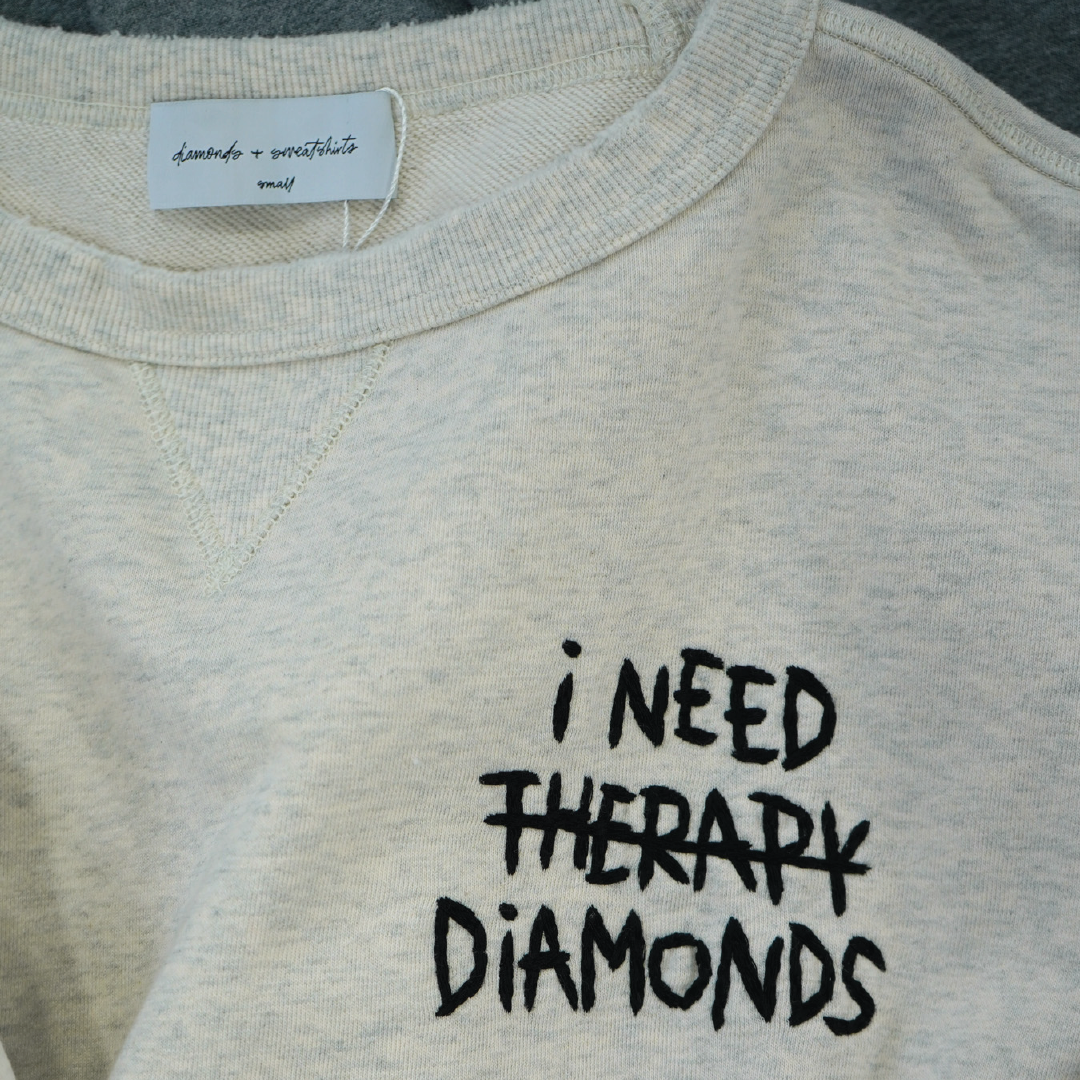 diamonds + sweatshirts
small
i NEED
THERAPY
DiAMONDS